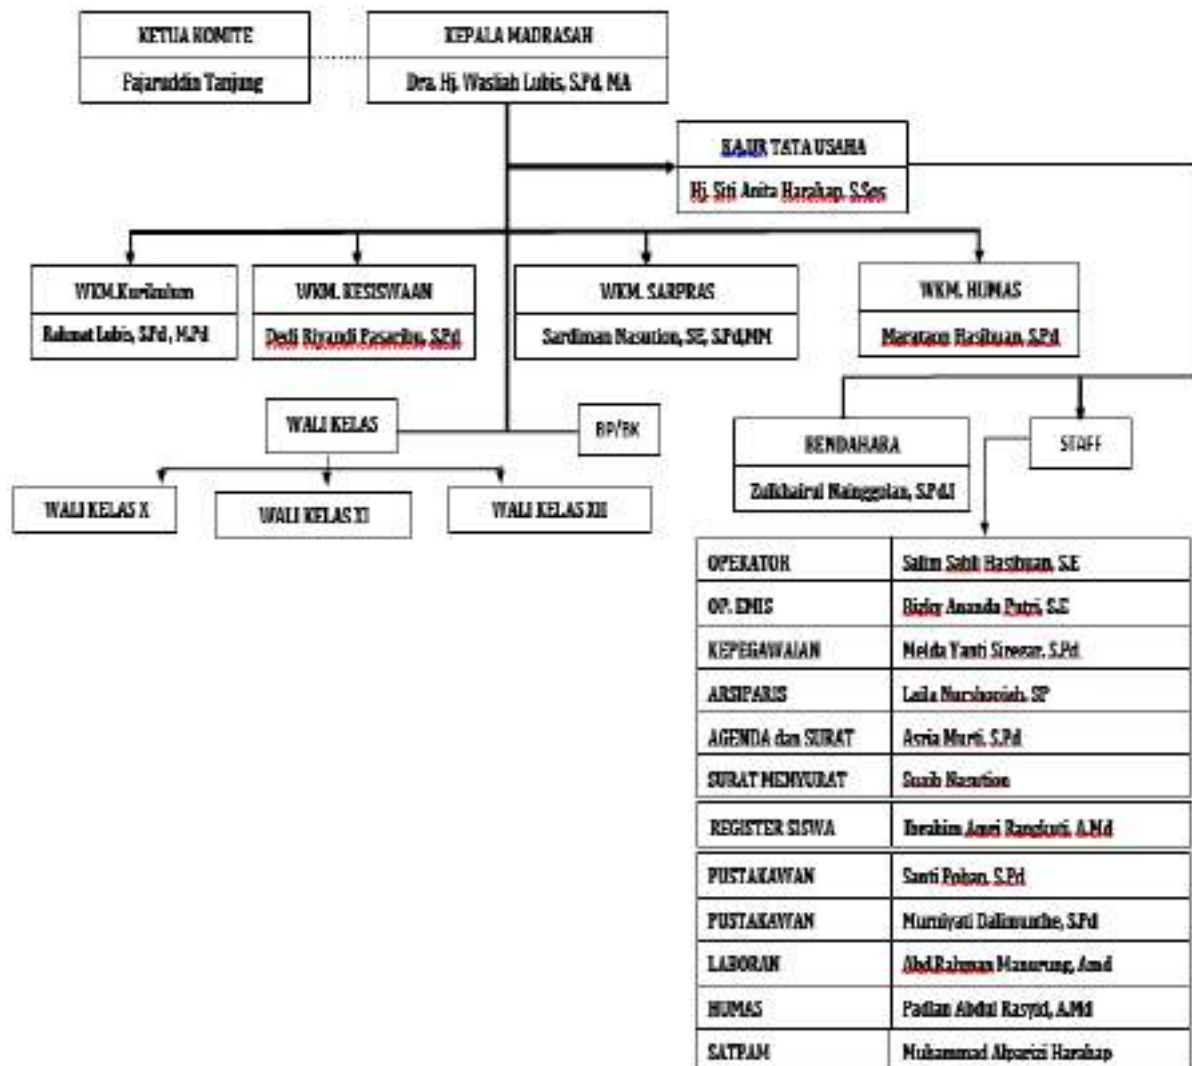 KETUA KOMITE
Fajaruddin Tanjung
KEPALA MADRASAH
Dra. Hj. Wasliah Lubis, S.Pd, MA
KAUR TATA USAHA
Hj. Siti Anita Harahap, S.Sos
WKM.Kurikulum
Rahmat Lubis, S.Pd , M.Pd
WKM. KESISWAAN
Dedi Riyandi Pasaribu, S.Pd
WKM. SARPRAS
Sardiman Nasution, SE, S.Pd,MM
WKM. HUMAS
Marataon Hasibuan, S.Pd
WALI KELAS
BP/BK
BENDAHARA
Zulkhairul Nainggolan, S.Pd.I
STAFF
WALI KELAS X
WALI KELAS XI
WALI KELAS XII
OPERATOR Salim Sabli Hasibuan, S.E
OP. EMIS Rizky Ananda Putri, S.E
KEPEGAWAIAN Melda Yanti Siregar, S.Pd
ARSIPARIS Laila SP
AGENDA dan SURAT Asria Murti, S.Pd
SURAT MENYURAT Suaib Nasution
REGISTER SISWA Ibrahim Amri Rangkuti, A.Md
PUSTAKAWAN Santi Pohan, S.Pd
PUSTAKAWAN Murniyati Dalimunthe, S.Pd
LABORAN Abd.Rahman Manurung, Amd
HUMAS Padlan Abdul Rasyid, A.Md
SATPAM Muhammad Alparizi Harahap